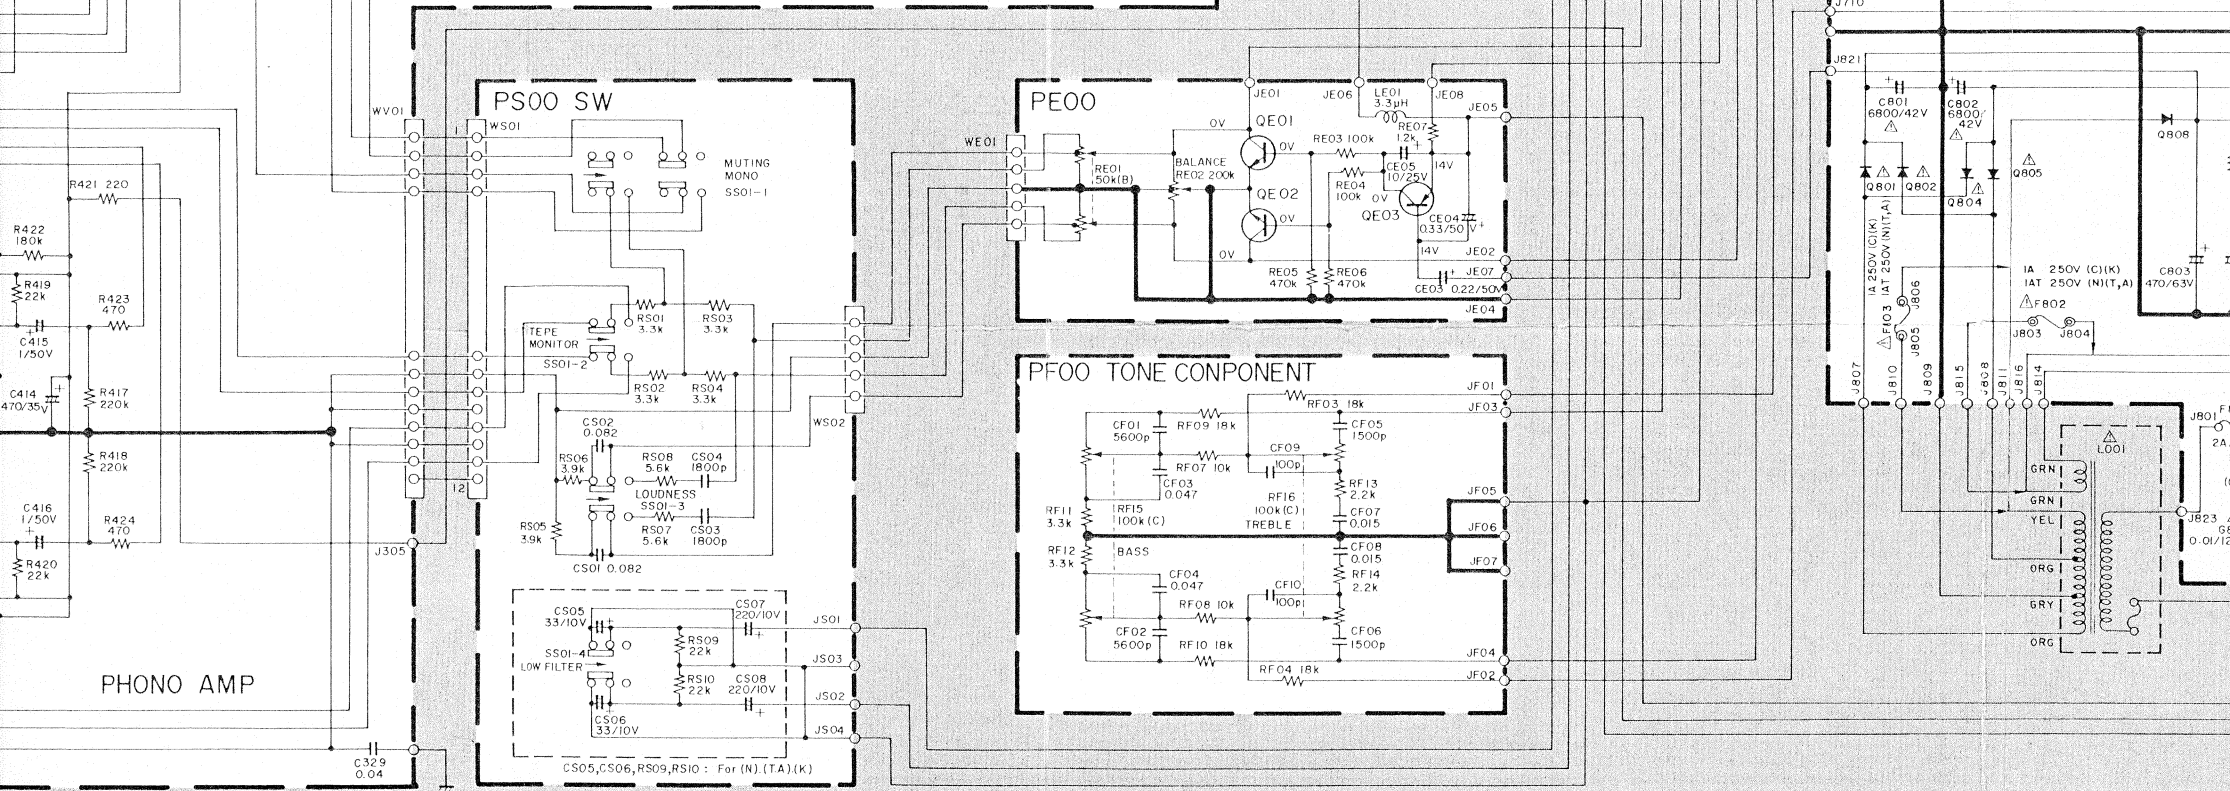 R421 220
R422
180k
R419
22k
R423
470
C415
1/50V
C414
470/35V
R417
220k
R418
220k
C416
1/50V
R424
470
R420
22k
PHONO AMP
C329
0.04
J305
WV01
PS00 SW
WS01
1
12
MUTING
MONO
SS01-1
TEPE
MONITOR
SS01-2
RS01
3.3k
RS03
3.3k
RS02
3.3k
RS04
3.3k
CS02
0.082
RS06
3.9k
RS08
5.6k
CS04
1800p
LOUDNESS
SS01-3
RS05
3.9k
RS07
5.6k
CS03
1800p
CS01 0.082
WS02
CS05
33/10V
CS07
220/10V
RS09
22k
SS01-4
LOW FILTER
RS10
22k
CS08
220/10V
CS06
33/10V
JS01
JS03
JS02
JS04
CS05,CS06,RS09,RS10 : For (N).(T.A).(K)
PE00
WE01
RE01
50k(B)
BALANCE
RE02 200k
0V
QE01
0V
QE02
0V
0V
JE01
JE06
LE01
3.3μH
JE08
JE05
RE07
1.2k
RE03 100k
14V
CE05
10/25V
RE04
100k
0V
QE03
CE04
0.33/50V
14V
JE02
JE07
RE05
470k
RE06
470k
CE03 0.22/50V
JE04
PF00 TONE CONPONENT
JF01
RF03 18k
JF03
CF01
5600p
RF09 18k
CF05
1500p
CF09
100p
RF07 10k
CF03
0.047
RF13
2.2k
RF11
3.3k
RF15
100k(C)
RF16
100k(C)
TREBLE
CF07
0.015
JF05
JF06
RF12
3.3k
BASS
CF08
0.015
JF07
CF04
0.047
RF14
2.2k
CF10
100p
RF08 10k
CF02
5600p
RF10 18k
CF06
1500p
JF04
RF04 18k
JF02
J710
J821
C801
6800/42V
C802
6800/
42V
Q808
Q801
Q802
Q804
Q805
1A 250V (C)(K)
1AT 250V (N)(T,A)
F803
J806
J805
1A 250V (C)(K)
1AT 250V (N)(T,A)
F802
J803
J804
C803
470/63V
J807
J810
J809
J815
J808
J811
J816
J814
L001
GRN
GRN
YEL
ORG
GRY
ORG
J801
2A
J823
0.01/12